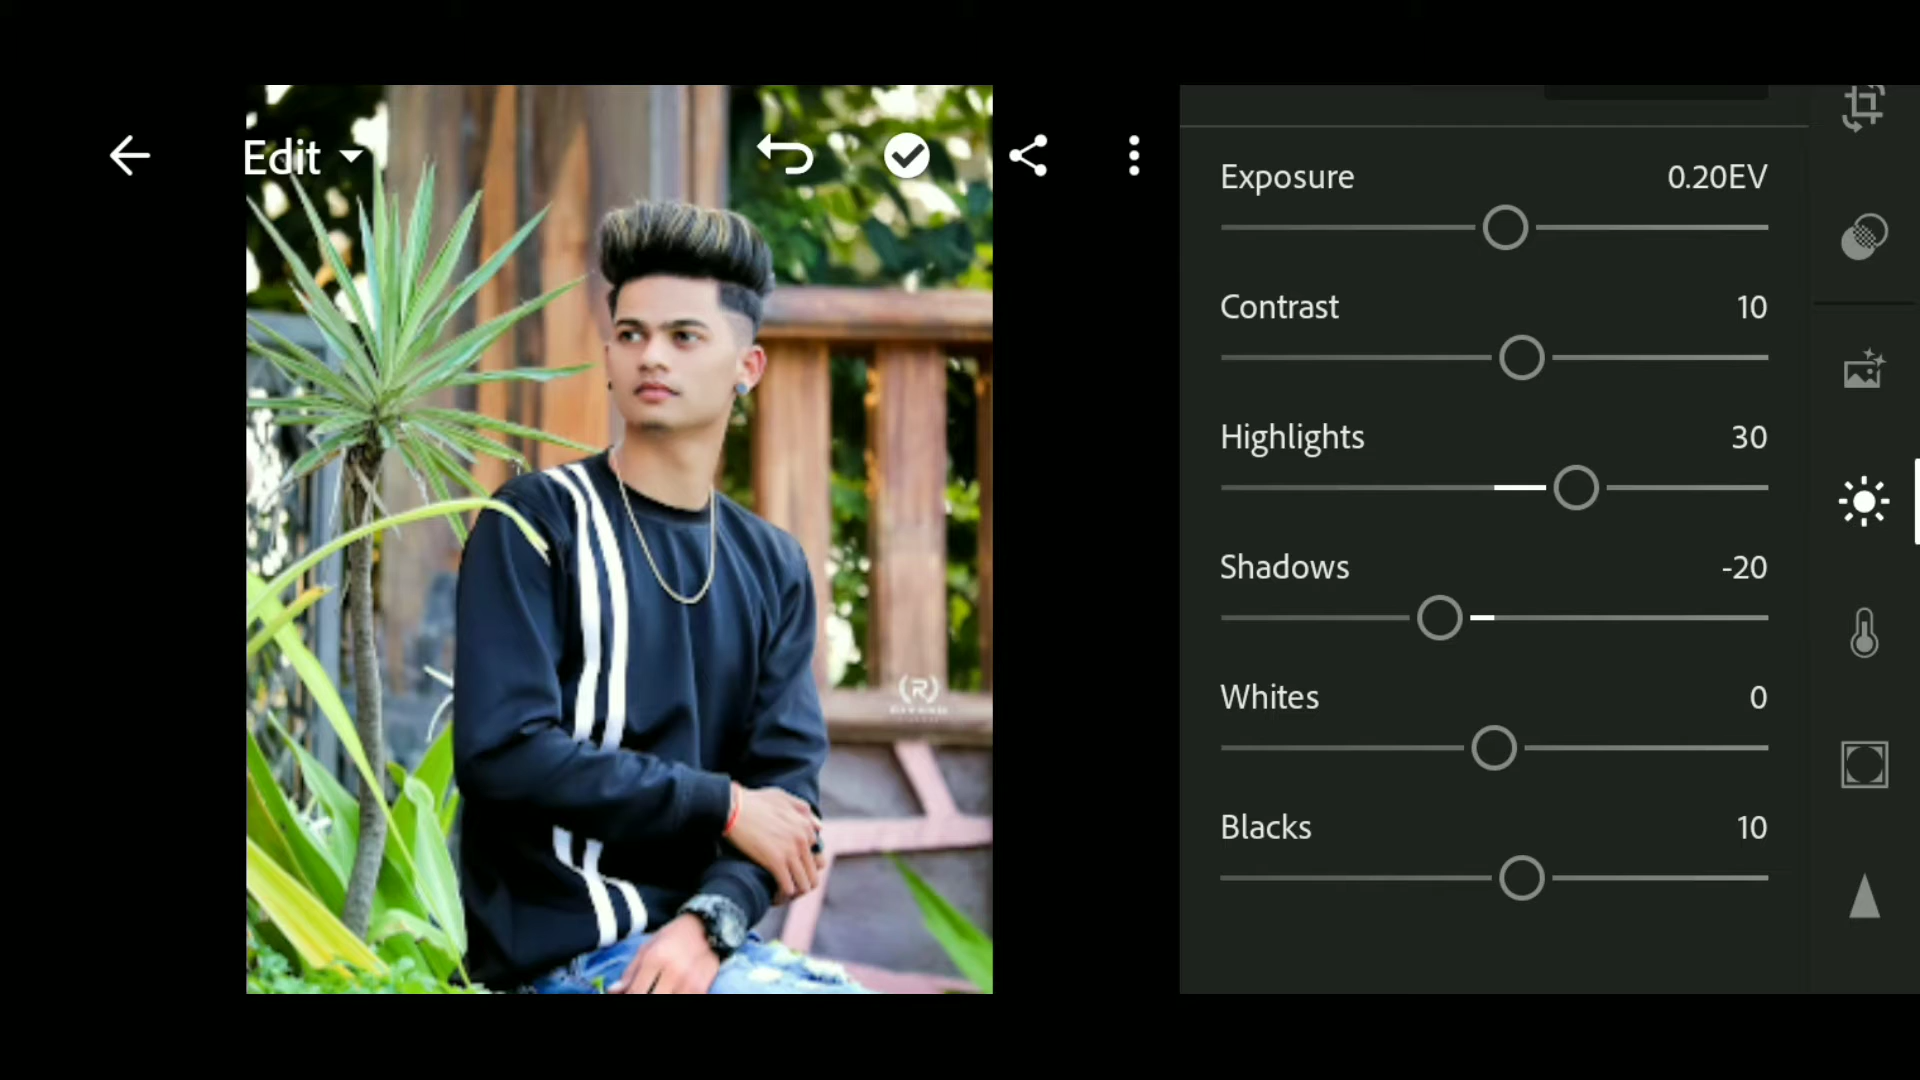 Edit
Exposure 0.20EV
Contrast 10
Highlights 30
Shadows -20
Whites 0
Blacks 10
R